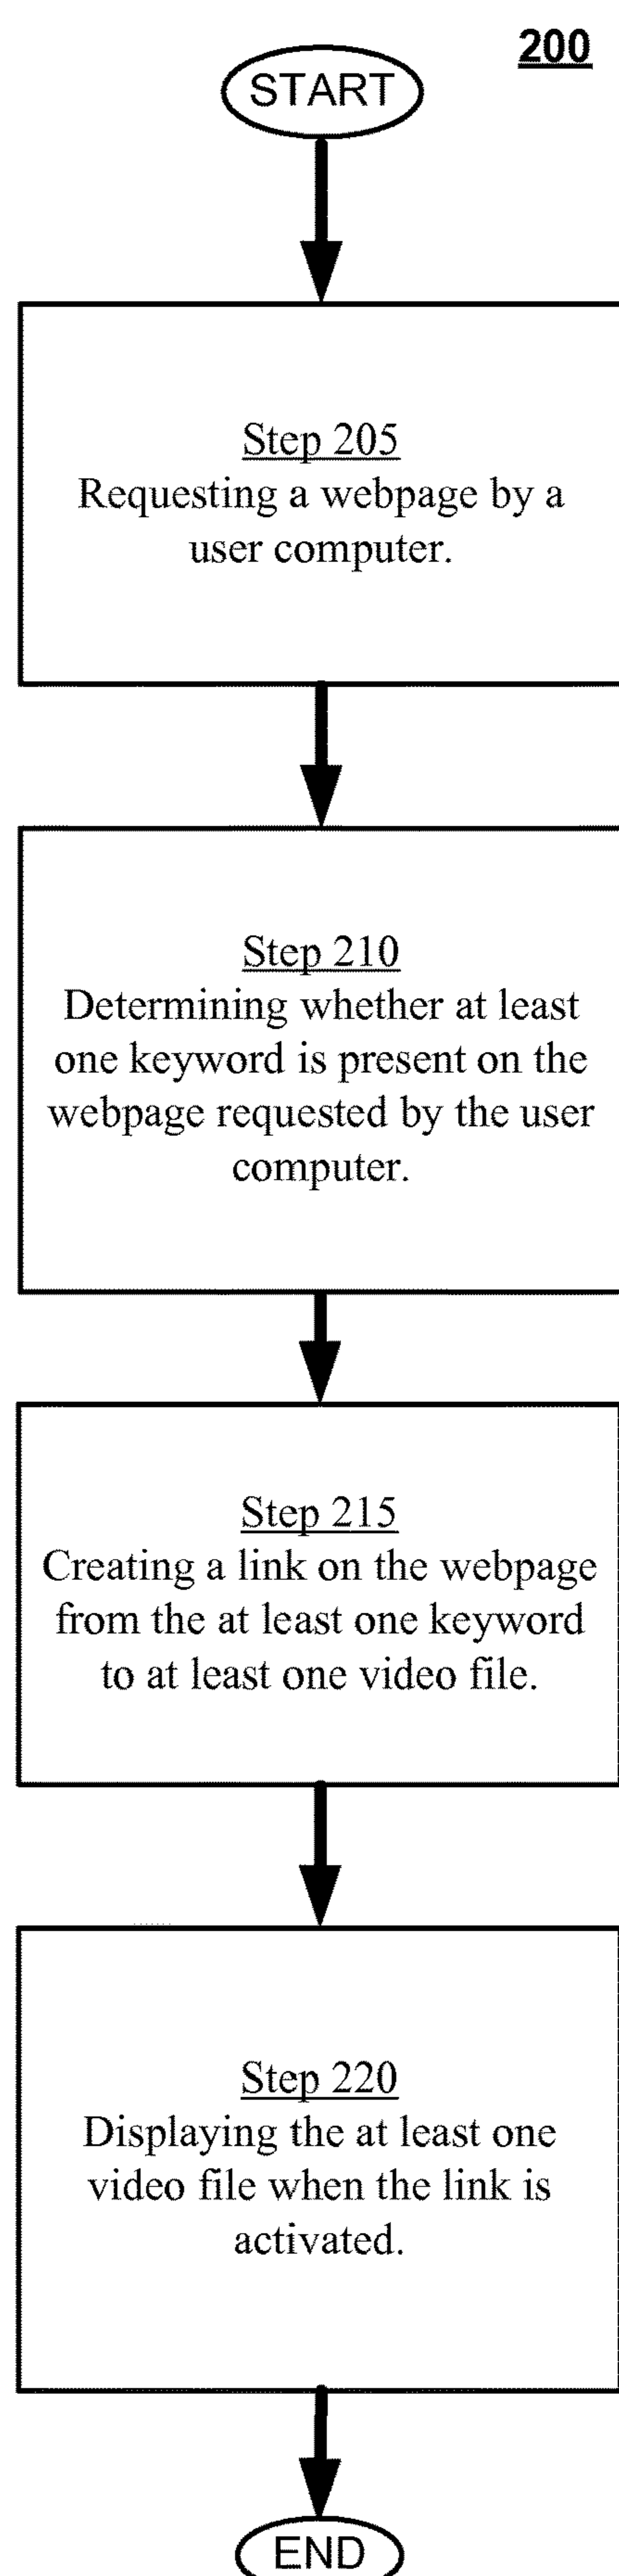 200
START
Step 205
Requesting a webpage by a
user computer.
Step 210
Determining whether at least
one keyword is present on the
webpage requested by the user
computer.
Step 215
Creating a link on the webpage
from the at least one keyword
to at least one video file.
Step 220
Displaying the at least one
video file when the link is
activated.
END